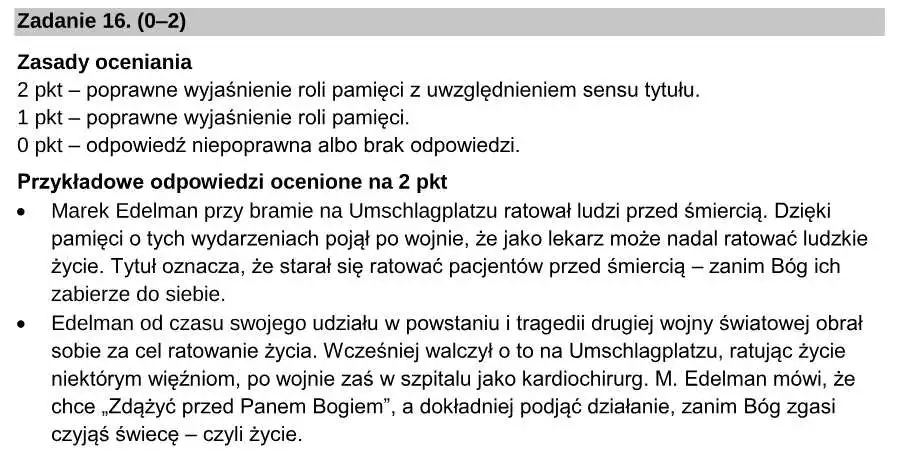 Zadanie 16. (0–2)
Zasady oceniania
2 pkt – poprawne wyjaśnienie roli pamięci z uwzględnieniem sensu tytułu.
1 pkt – poprawne wyjaśnienie roli pamięci.
0 pkt – odpowiedź niepoprawna albo brak odpowiedzi.
Przykładowe odpowiedzi ocenione na 2 pkt
• Marek Edelman przy bramie na Umschlagplatzu ratował ludzi przed śmiercią. Dzięki
pamięci o tych wydarzeniach pojął po wojnie, że jako lekarz może nadal ratować ludzkie
życie. Tytuł oznacza, że starał się ratować pacjentów przed śmiercią – zanim Bóg ich
zabierze do siebie.
• Edelman od czasu swojego udziału w powstaniu i tragedii drugiej wojny światowej obrał
sobie za cel ratowanie życia. Wcześniej walczył o to na Umschlagplatzu, ratując życie
niektórym więźniom, po wojnie zaś w szpitalu jako kardiochirurg. M. Edelman mówi, że
chce „Zdążyć przed Panem Bogiem”, a dokładniej podjąć działanie, zanim Bóg zgasi
czyjąś świecę – czyli życie.